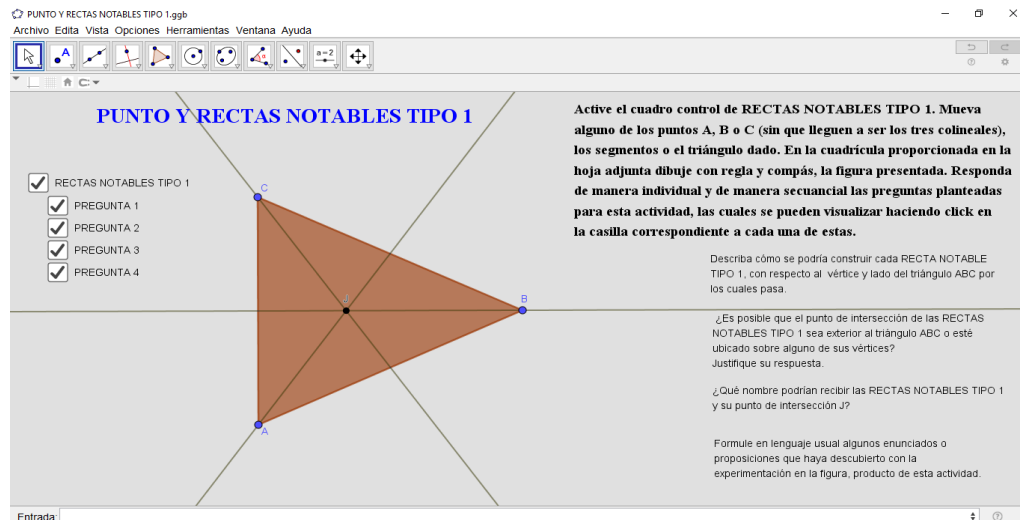 PUNTO Y RECTAS NOTABLES TIPO 1.ggb
Archivo Edita Vista Opciones Herramientas Ventana Ayuda
A
α
a=2
PUNTO Y RECTAS NOTABLES TIPO 1
RECTAS NOTABLES TIPO 1
PREGUNTA 1
PREGUNTA 2
PREGUNTA 3
PREGUNTA 4
C
J
B
A
Active el cuadro control de RECTAS NOTABLES TIPO 1. Mueva
alguno de los puntos A, B o C (sin que lleguen a ser los tres colineales),
los segmentos o el triángulo dado. En la cuadrícula proporcionada en la
hoja adjunta dibuje con regla y compás, la figura presentada. Responda
de manera individual y de manera secuancial las preguntas planteadas
para esta actividad, las cuales se pueden visualizar haciendo click en
la casilla correspondiente a cada una de estas.
Describa cómo se podría construir cada RECTA NOTABLE
TIPO 1, con respecto al vértice y lado del triángulo ABC por
los cuales pasa.
¿Es posible que el punto de intersección de las RECTAS
NOTABLES TIPO 1 sea exterior al triángulo ABC o esté
ubicado sobre alguno de sus vértices?
Justifique su respuesta.
¿Qué nombre podrían recibir las RECTAS NOTABLES TIPO 1
y su punto de intersección J?
Formule en lenguaje usual algunos enunciados o
proposiciones que haya descubierto con la
experimentación en la figura, producto de esta actividad.
Entrada: